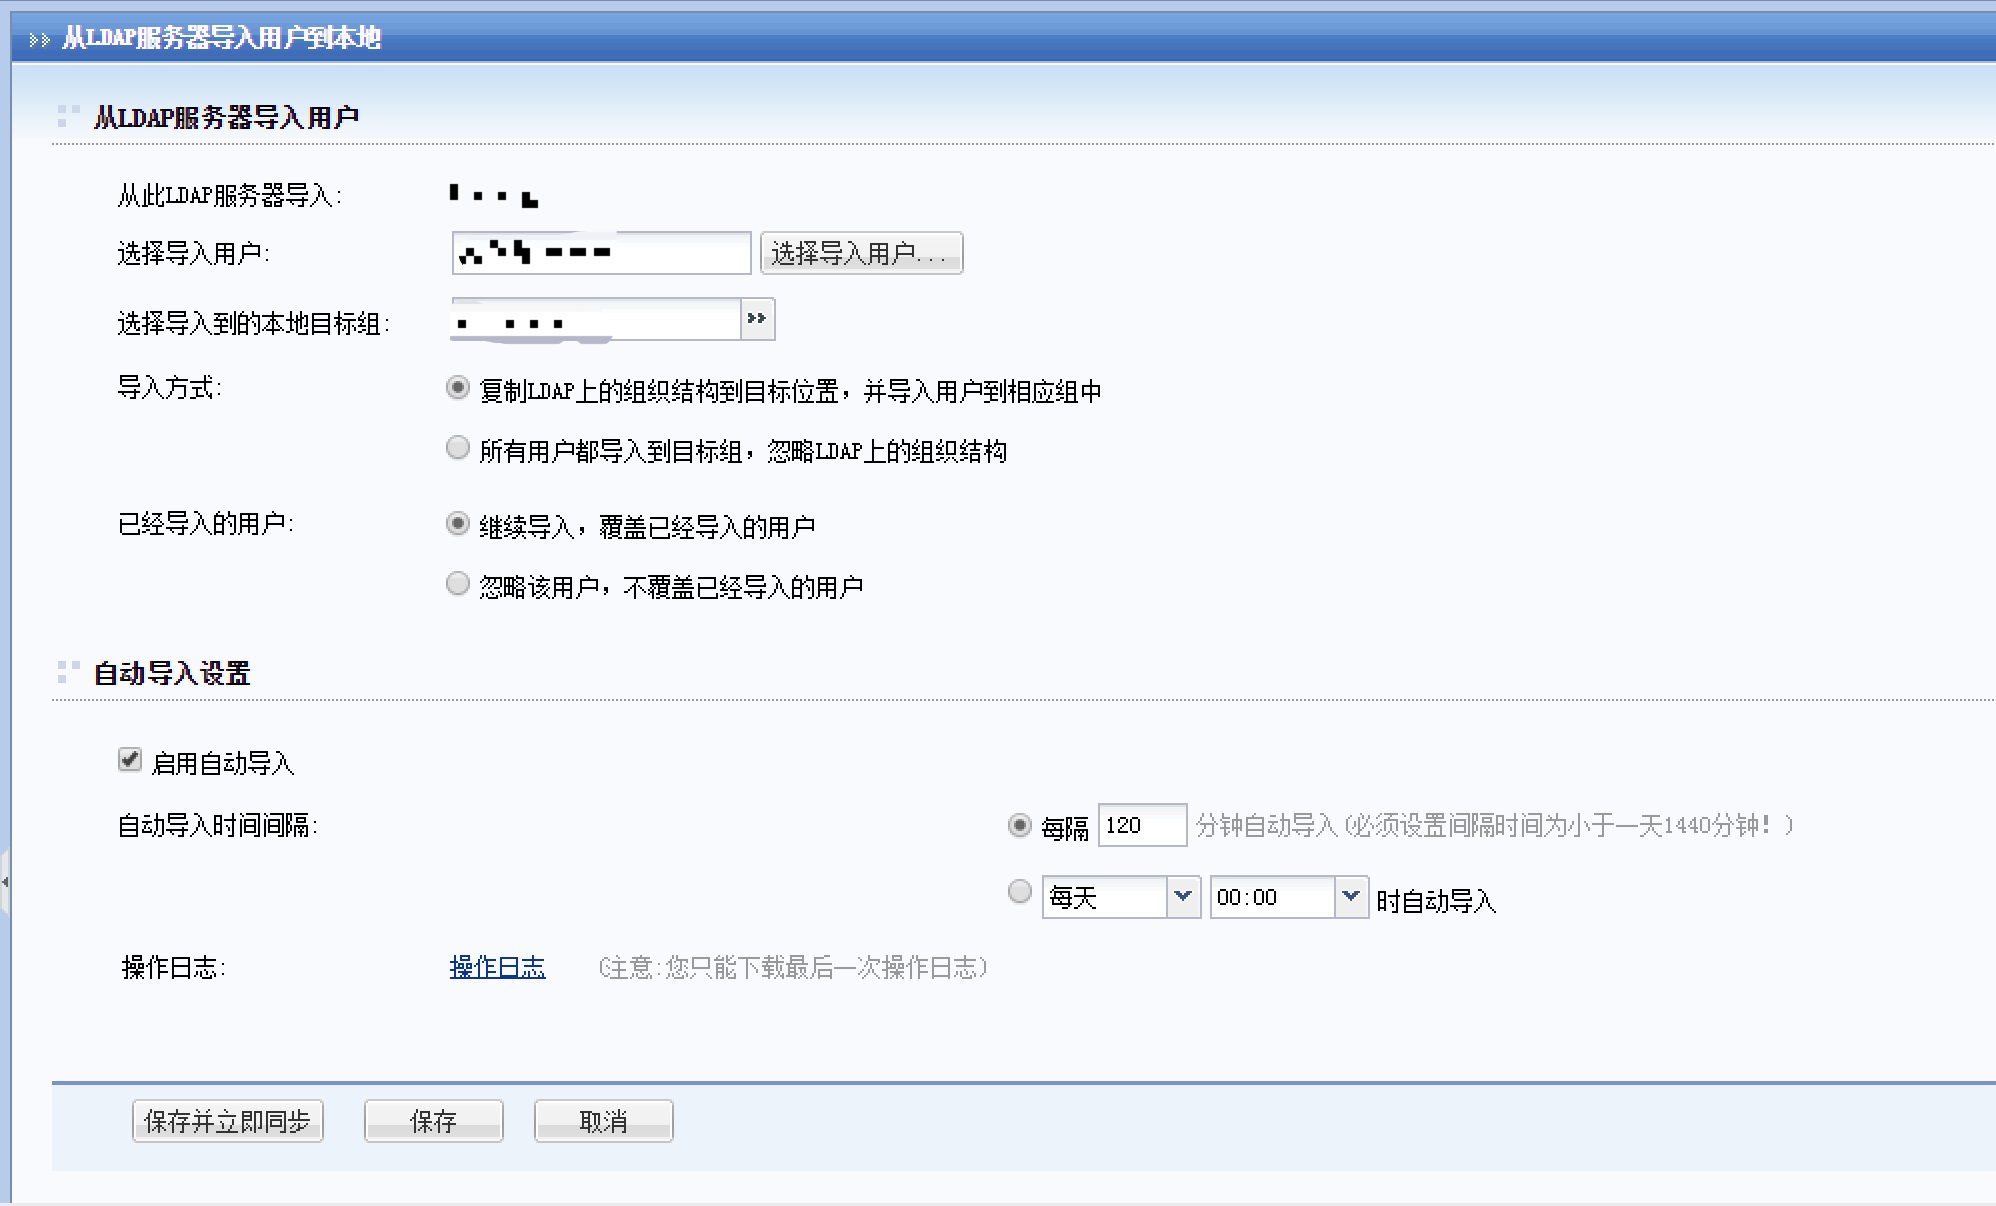 从LDAP服务器导入用户到本地
从LDAP服务器导入用户
从此LDAP服务器导入:
选择导入用户: 选择导入用户...
选择导入到的本地目标组:
导入方式: 复制LDAP上的组织结构到目标位置，并导入用户到相应组中
所有用户都导入到目标组，忽略LDAP上的组织结构
已经导入的用户: 继续导入，覆盖已经导入的用户
忽略该用户，不覆盖已经导入的用户
自动导入设置
启用自动导入
自动导入时间间隔: 每隔 120 分钟自动导入(必须设置间隔时间为小于一天1440分钟！)
每天 00:00 时自动导入
操作日志: 操作日志 (注意:您只能下载最后一次操作日志)
保存并立即同步 保存 取消